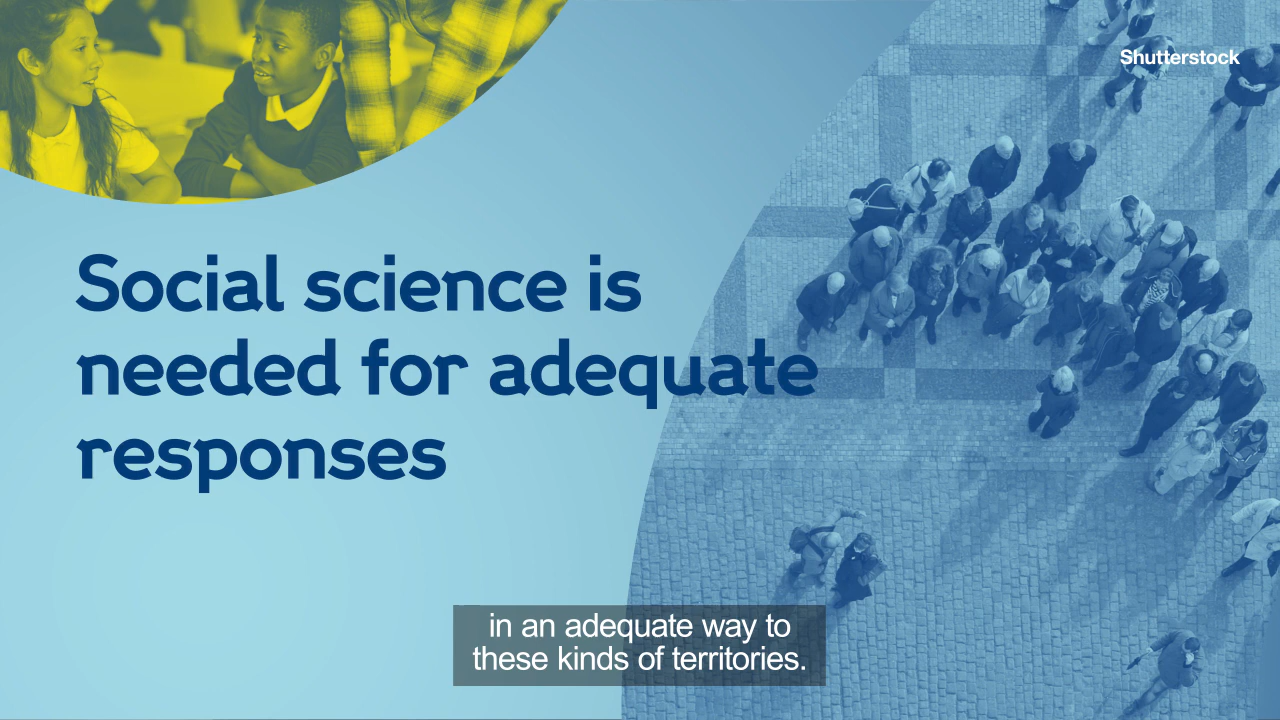 Shutterstock
Social science is
needed for adequate
responses
in an adequate way to
these kinds of territories.